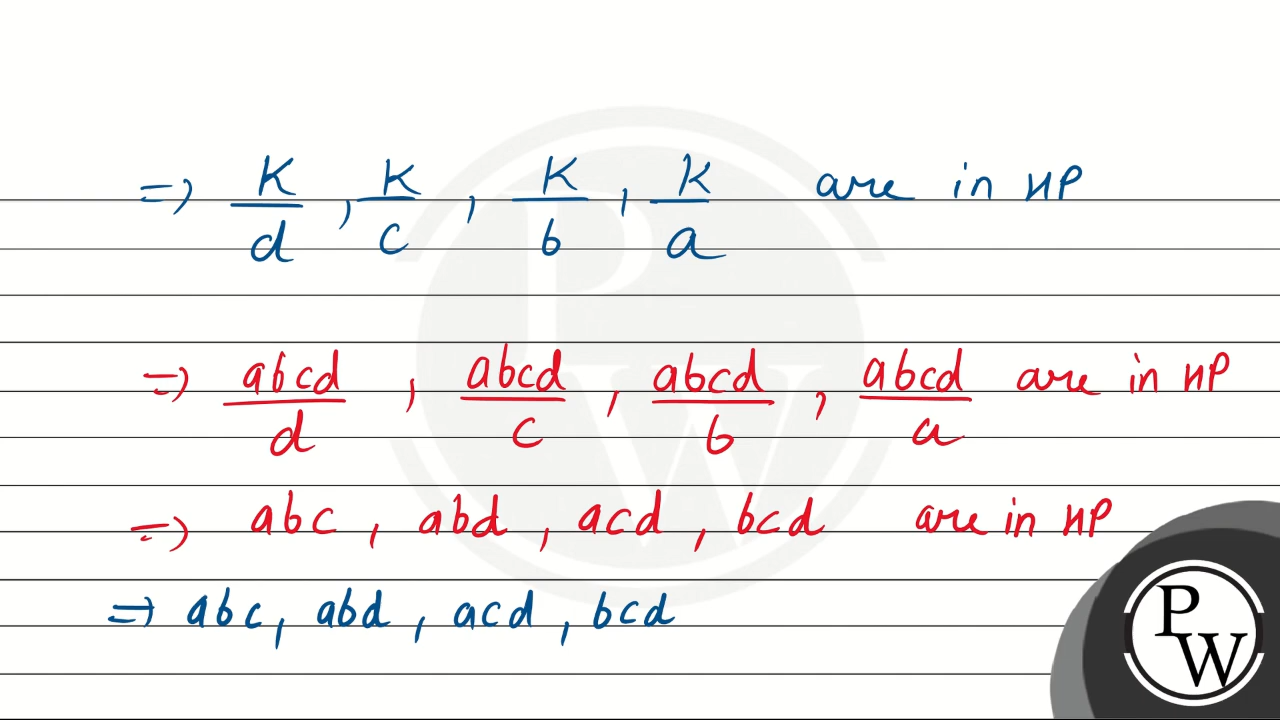 => K/d, K/c, K/b, K/a are in HP
=> abcd/d, abcd/c, abcd/b, abcd/a are in HP
=> abc, abd, acd, bcd are in HP
=> abc, abd, acd, bcd
PW